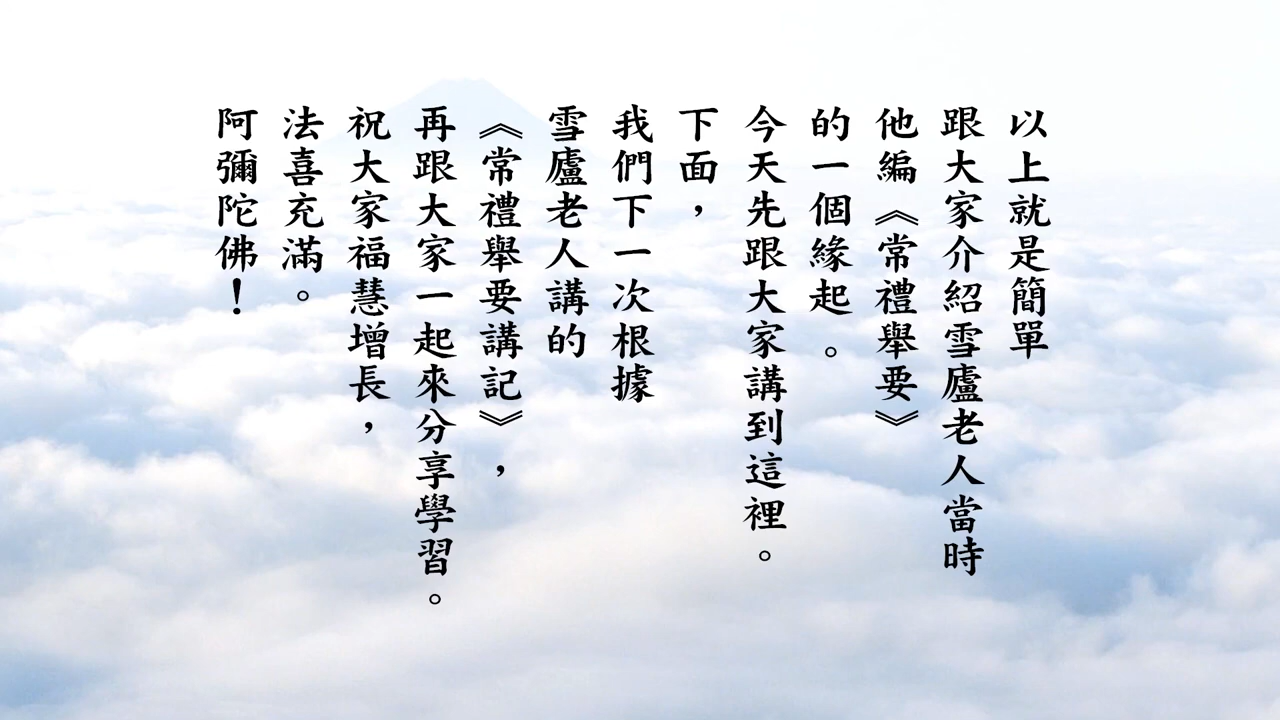 以上就是簡單
跟大家介紹雪廬老人當時
他編《常禮舉要》
的一個緣起。
今天先跟大家講到這裡。
下面，
我們下一次根據
雪廬老人講的
《常禮舉要講記》，
再跟大家一起來分享學習。
祝大家福慧增長，
法喜充滿。
阿彌陀佛！